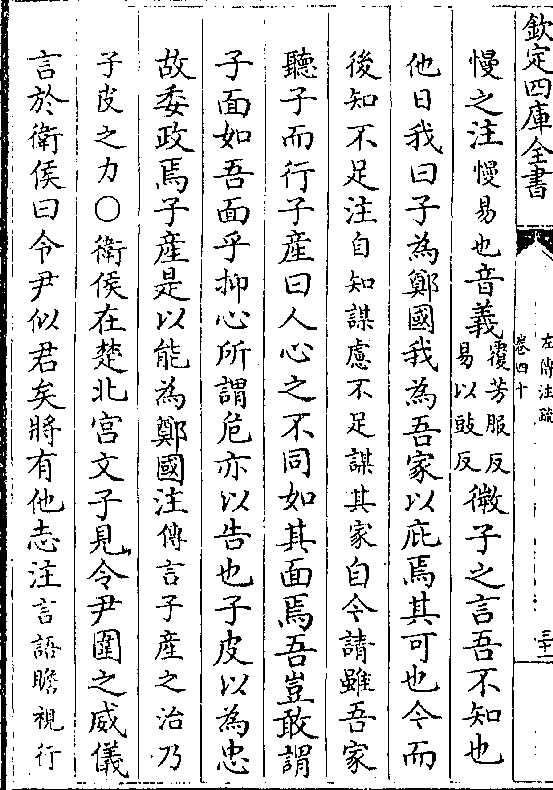 欽定四庫全書
左傳注疏
卷四十
三十
慢之注慢易也音義覆芳服反易以豉反微子之言吾不知也
他日我曰子為鄭國我為吾家以庇焉其可也今而
後知不足注自知謀慮不足謀其家自今請雖吾家
聽子而行子產曰人心之不同如其面焉吾豈敢謂
子面如吾面乎抑心所謂危亦以告也子皮以為忠
故委政焉子產是以能為鄭國注傳言子產之治乃
子皮之力○衛侯在楚北宮文子見令尹圍之威儀
言於衛侯曰令尹似君矣將有他志注言語瞻視行